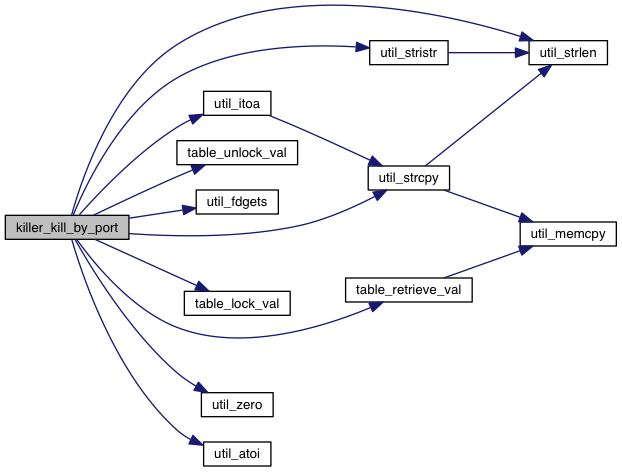 killer_kill_by_port
util_strlen
util_stristr
util_itoa
table_unlock_val
util_strcpy
util_fdgets
util_memcpy
table_lock_val
table_retrieve_val
util_zero
util_atoi